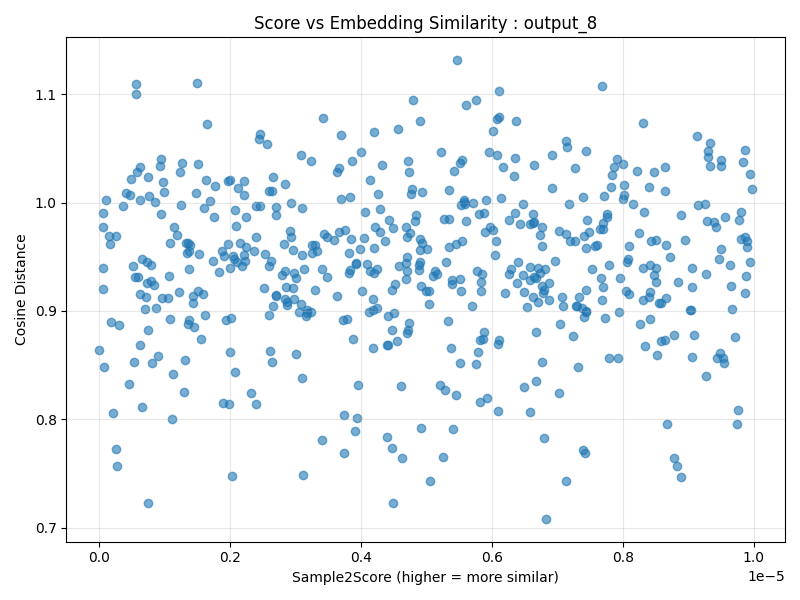 Score vs Embedding Similarity : output_8
Cosine Distance
1.1
1.0
0.9
0.8
0.7
0.0 0.2 0.4 0.6 0.8 1.0
1e−5
Sample2Score (higher = more similar)